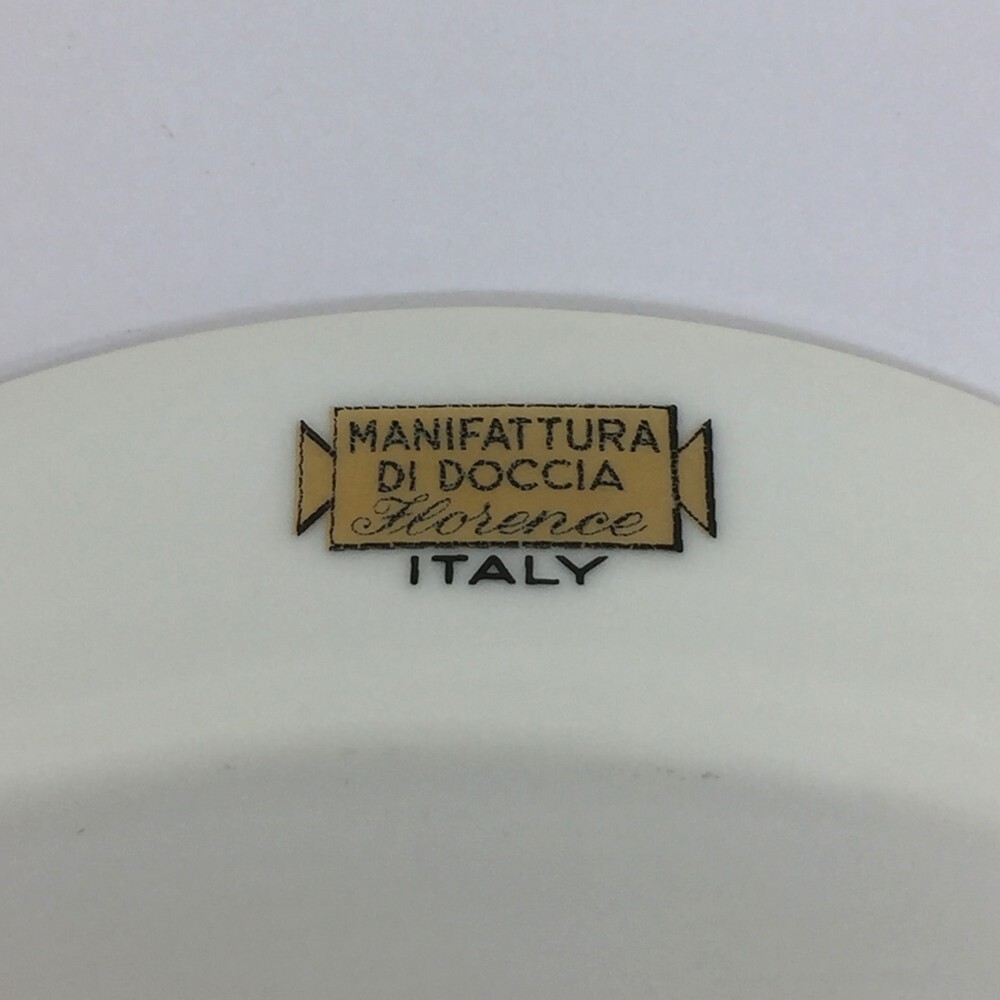 MANIFATTURA
DI DOCCIA
Florence
ITALY